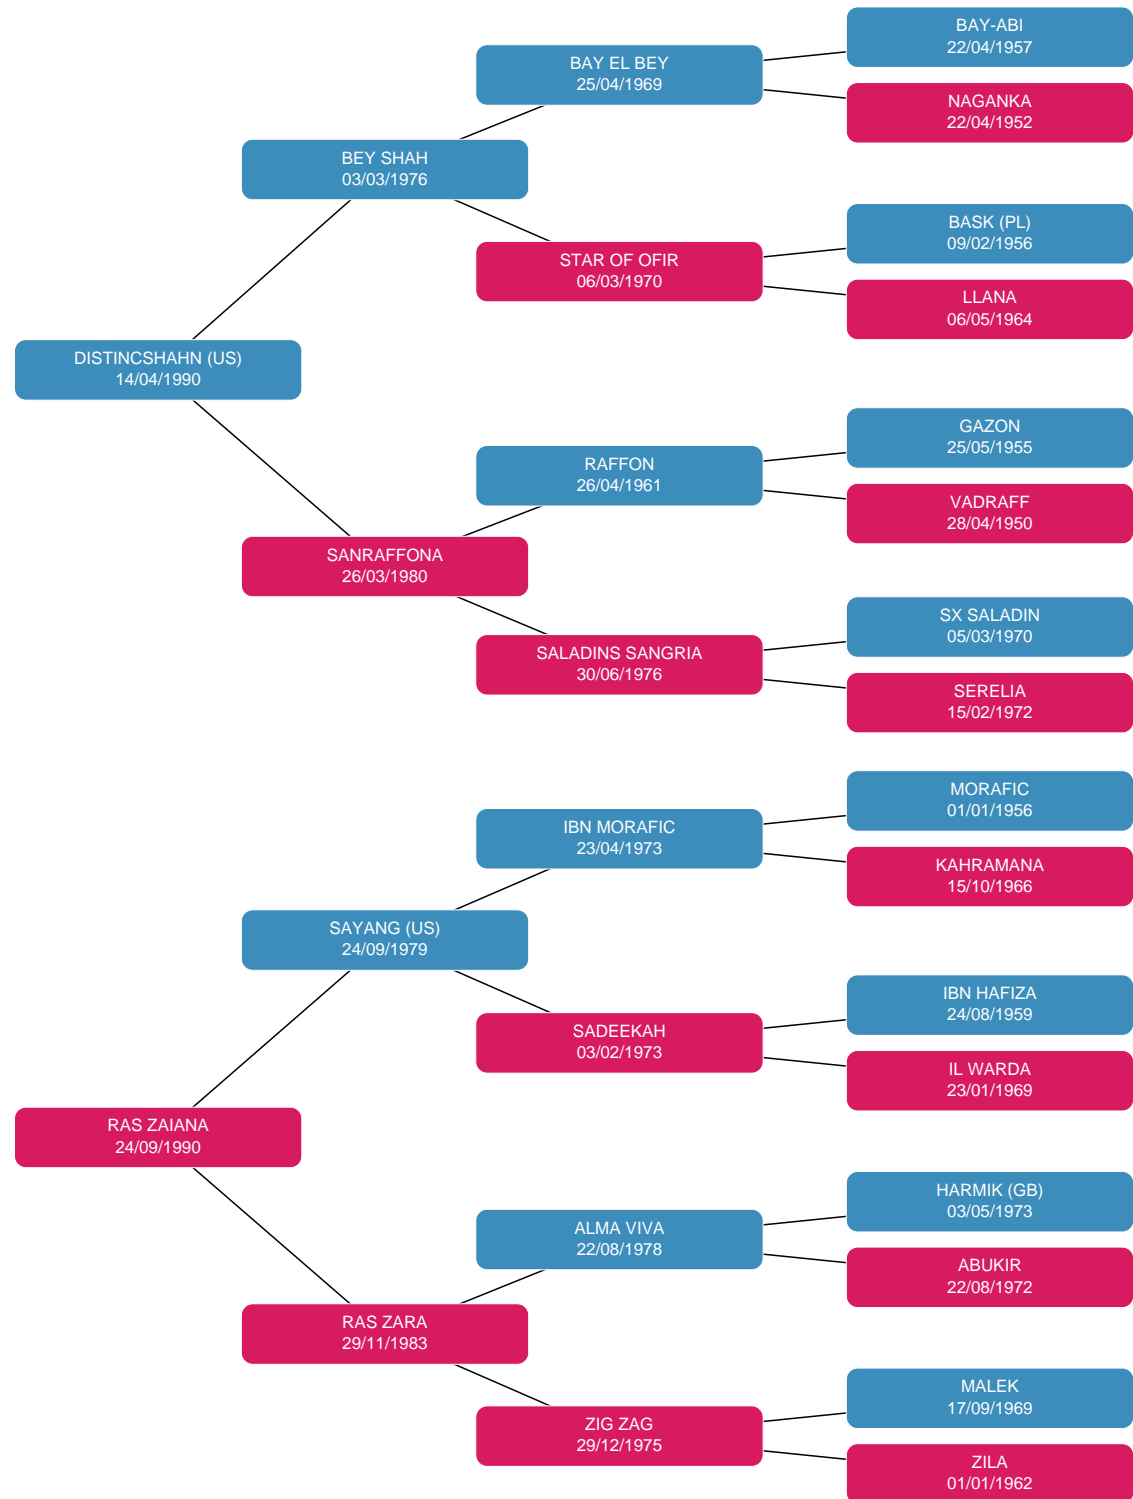 BAY-ABI
22/04/1957
BAY EL BEY
25/04/1969
NAGANKA
22/04/1952
BEY SHAH
03/03/1976
BASK (PL)
09/02/1956
STAR OF OFIR
06/03/1970
LLANA
06/05/1964
DISTINCSHAHN (US)
14/04/1990
GAZON
25/05/1955
RAFFON
26/04/1961
VADRAFF
28/04/1950
SANRAFFONA
26/03/1980
SX SALADIN
05/03/1970
SALADINS SANGRIA
30/06/1976
SERELIA
15/02/1972
MORAFIC
01/01/1956
IBN MORAFIC
23/04/1973
KAHRAMANA
15/10/1966
SAYANG (US)
24/09/1979
IBN HAFIZA
24/08/1959
SADEEKAH
03/02/1973
IL WARDA
23/01/1969
RAS ZAIANA
24/09/1990
HARMIK (GB)
03/05/1973
ALMA VIVA
22/08/1978
ABUKIR
22/08/1972
RAS ZARA
29/11/1983
MALEK
17/09/1969
ZIG ZAG
29/12/1975
ZILA
01/01/1962